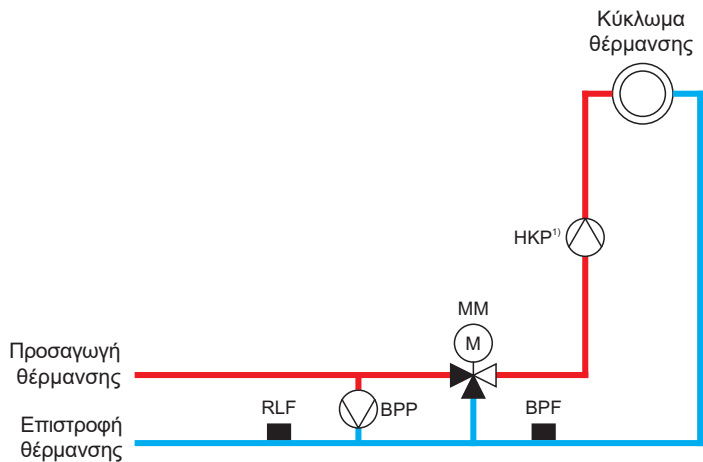 Κύκλωμα
θέρμανσης
HKP¹⁾
MM
M
Προσαγωγή
θέρμανσης
RLF
BPP
BPF
Επιστροφή
θέρμανσης